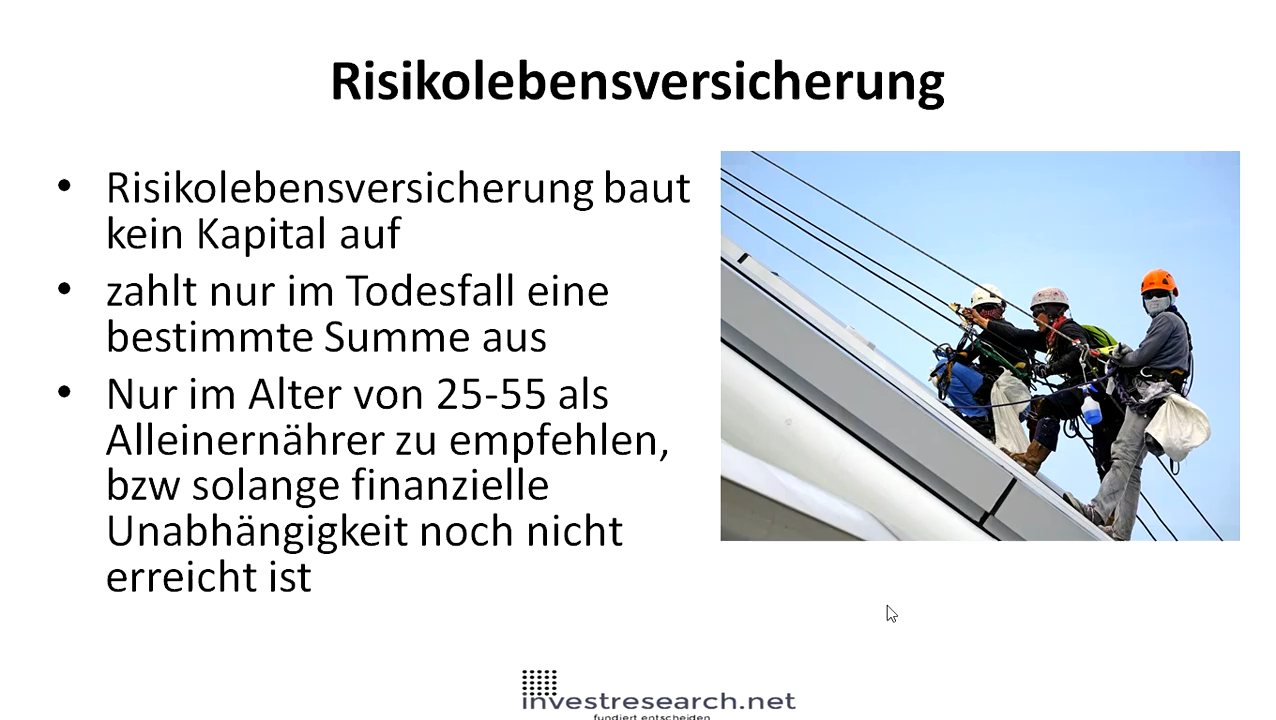 Risikolebensversicherung
• Risikolebensversicherung baut
kein Kapital auf
• zahlt nur im Todesfall eine
bestimmte Summe aus
• Nur im Alter von 25-55 als
Alleinernährer zu empfehlen,
bzw solange finanzielle
Unabhängigkeit noch nicht
erreicht ist
investresearch.net
fundiert entscheiden